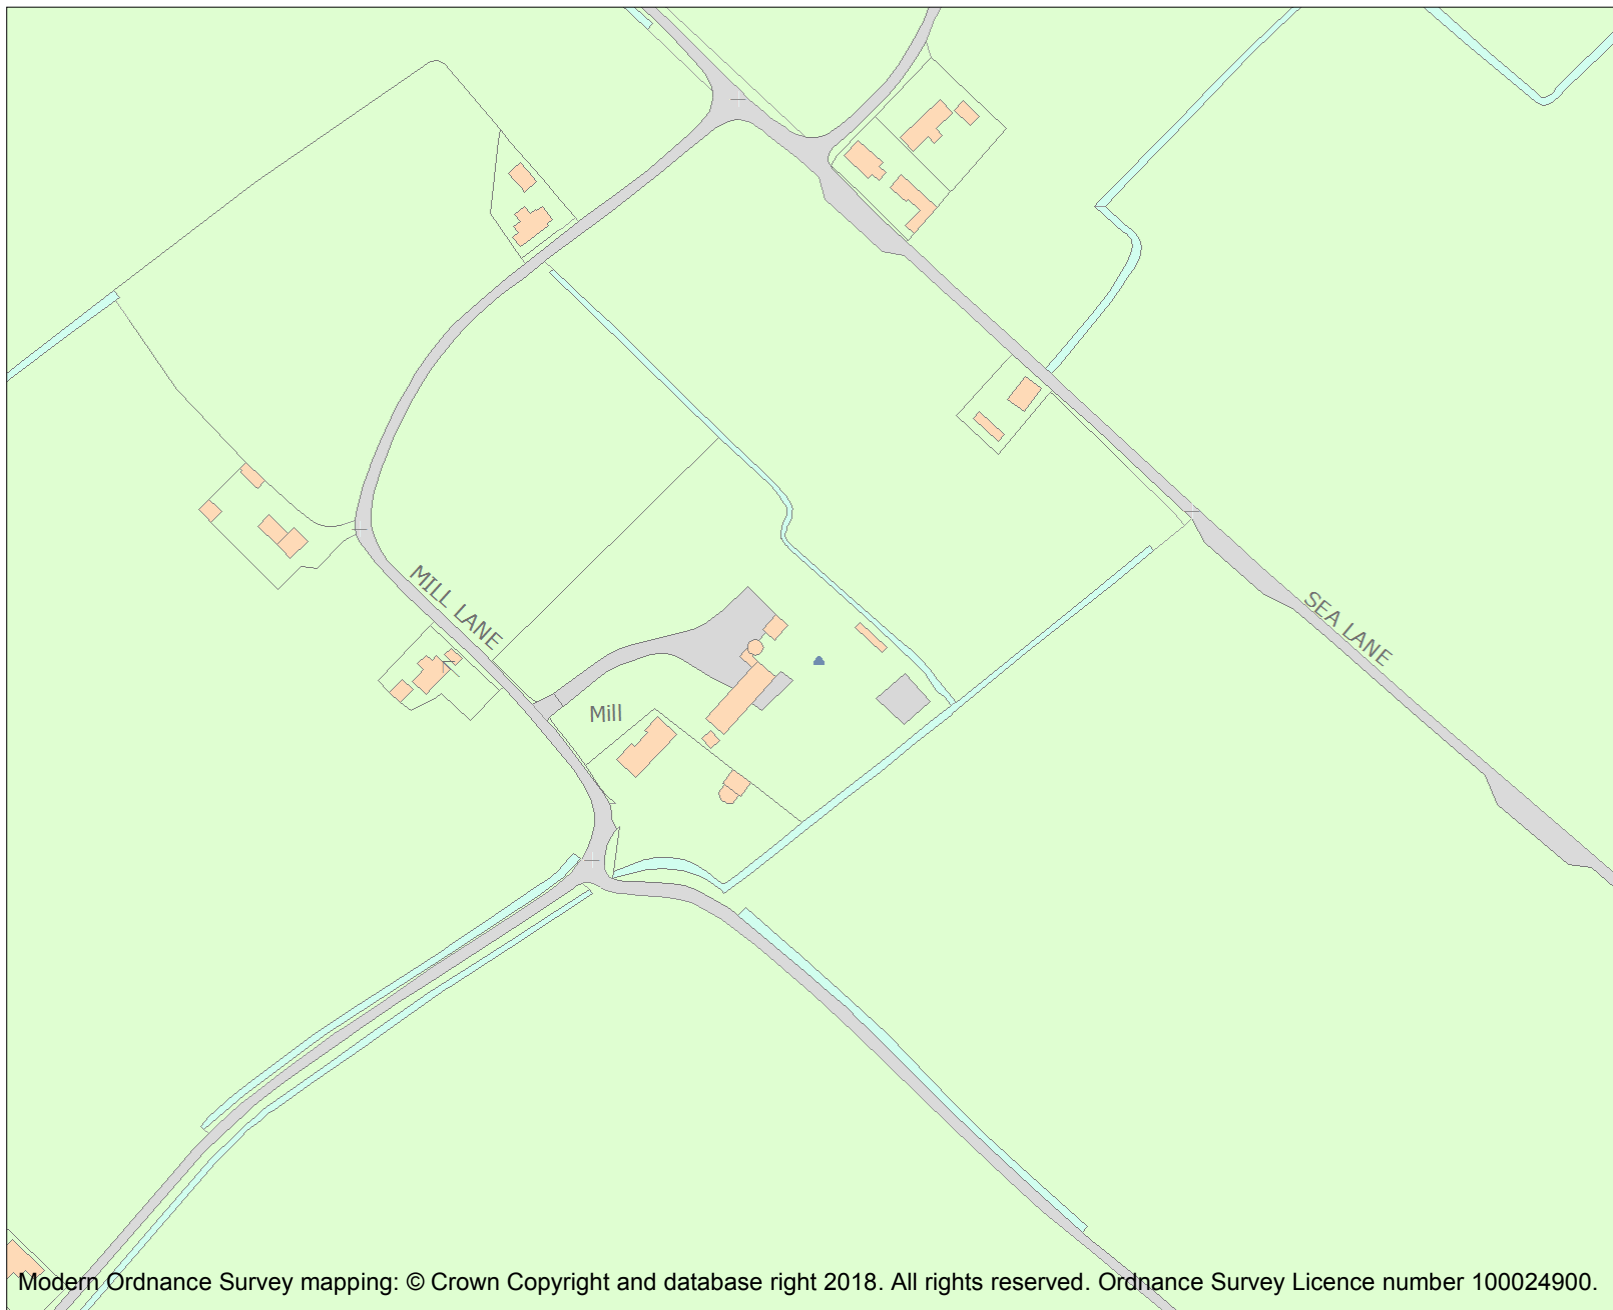 MILL LANE
SEA LANE
Mill
Modern Ordnance Survey mapping: © Crown Copyright and database right 2018. All rights reserved. Ordnance Survey Licence number 100024900.